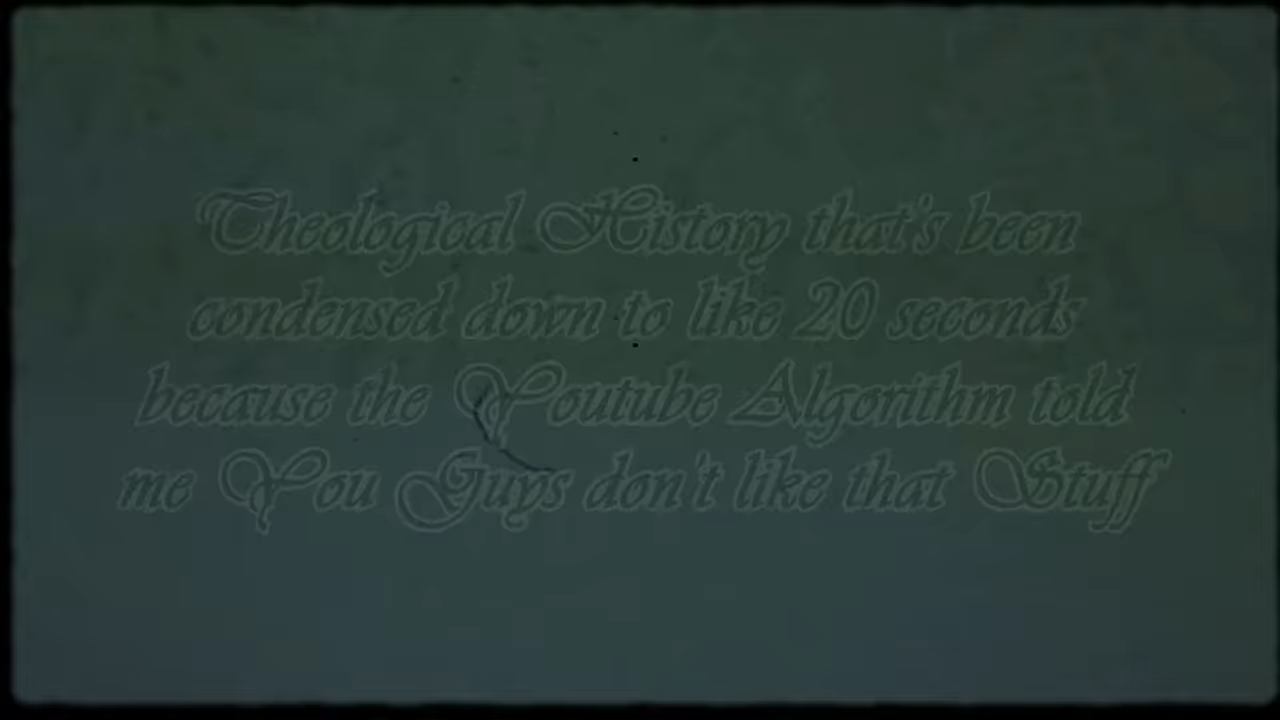 Theological History that's been
condensed down to like 20 seconds
because the Youtube Algorithm told
me You Guys don't like that Stuff